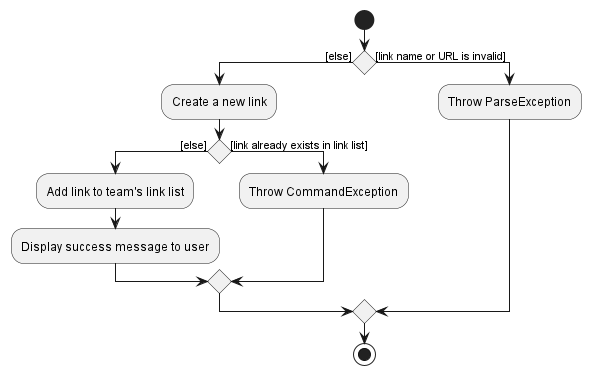 [else]
[link name or URL is invalid]
Create a new link
Throw ParseException
[else]
[link already exists in link list]
Add link to team's link list
Throw CommandException
Display success message to user